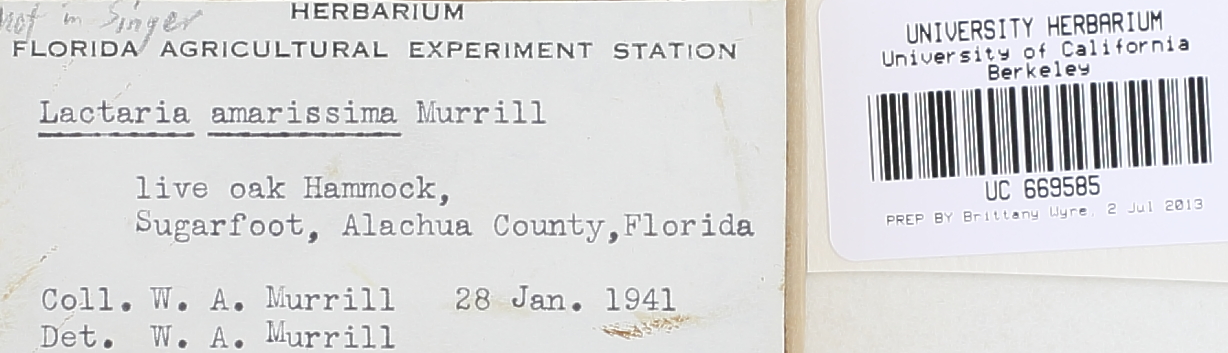 not in Singer
HERBARIUM
FLORIDA AGRICULTURAL EXPERIMENT STATION
Lactaria amarissima Murrill
live oak Hammock,
Sugarfoot, Alachua County,Florida
Coll. W. A. Murrill 28 Jan. 1941
Det. W. A. Murrill
UNIVERSITY HERBARIUM
University of California
Berkeley
UC 669585
PREP BY Brittany Wyre, 2 Jul 2013